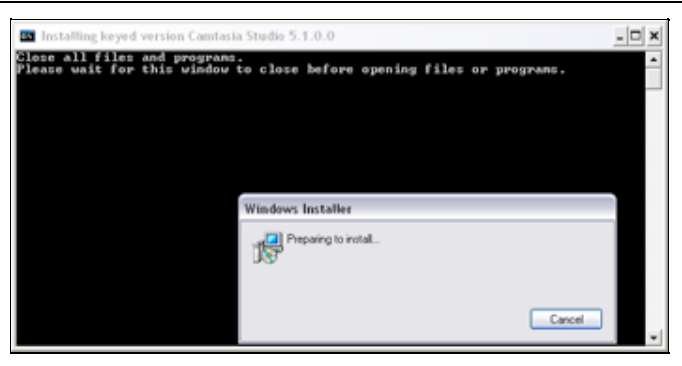 Installing keyed version Camtasia Studio 5.1.0.0
Close all files and programs.
Please wait for this window to close before opening files or programs.
Windows Installer
Preparing to install...
Cancel